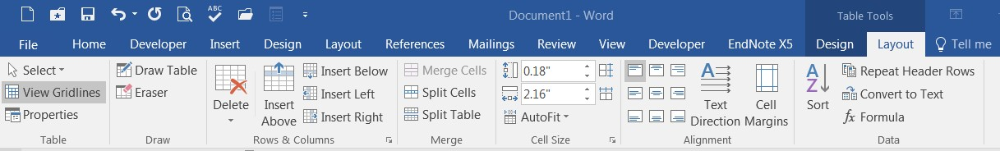 ABC
Document1 - Word
Table Tools
File Home Developer Insert Design Layout References Mailings Review View Developer EndNote X5 Design Layout Tell me
Select
View Gridlines
Properties
Table
Draw Table
Eraser
Draw
Delete
Insert Above
Insert Below
Insert Left
Insert Right
Rows & Columns
Merge Cells
Split Cells
Split Table
Merge
0.18"
2.16"
AutoFit
Cell Size
A
Text Direction
Cell Margins
Alignment
A
Z
Sort
Repeat Header Rows
Convert to Text
fx Formula
Data